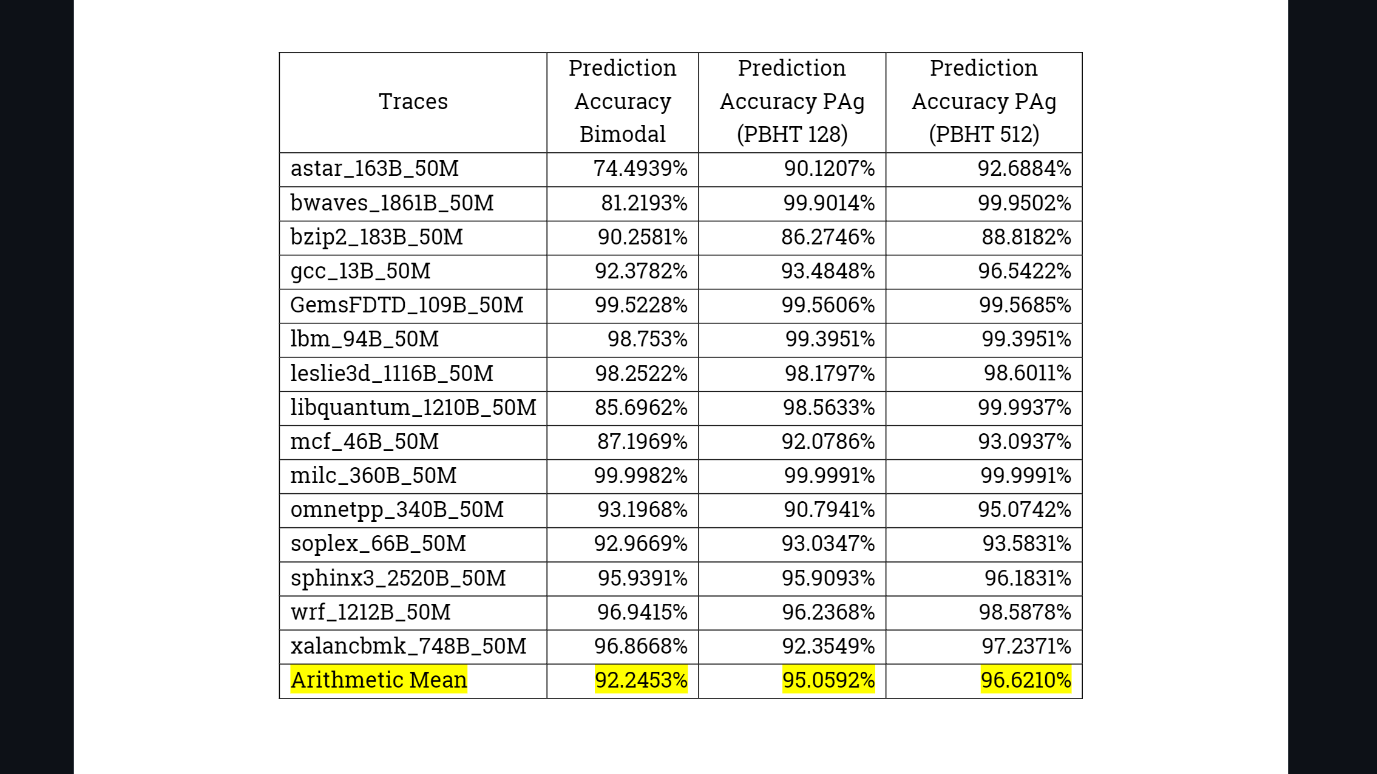 Traces Prediction Accuracy Bimodal Prediction Accuracy PAg (PBHT 128) Prediction Accuracy PAg (PBHT 512)
astar_163B_50M 74.4939% 90.1207% 92.6884%
bwaves_1861B_50M 81.2193% 99.9014% 99.9502%
bzip2_183B_50M 90.2581% 86.2746% 88.8182%
gcc_13B_50M 92.3782% 93.4848% 96.5422%
GemsFDTD_109B_50M 99.5228% 99.5606% 99.5685%
lbm_94B_50M 98.753% 99.3951% 99.3951%
leslie3d_1116B_50M 98.2522% 98.1797% 98.6011%
libquantum_1210B_50M 85.6962% 98.5633% 99.9937%
mcf_46B_50M 87.1969% 92.0786% 93.0937%
milc_360B_50M 99.9982% 99.9991% 99.9991%
omnetpp_340B_50M 93.1968% 90.7941% 95.0742%
soplex_66B_50M 92.9669% 93.0347% 93.5831%
sphinx3_2520B_50M 95.9391% 95.9093% 96.1831%
wrf_1212B_50M 96.9415% 96.2368% 98.5878%
xalancbmk_748B_50M 96.8668% 92.3549% 97.2371%
Arithmetic Mean 92.2453% 95.0592% 96.6210%